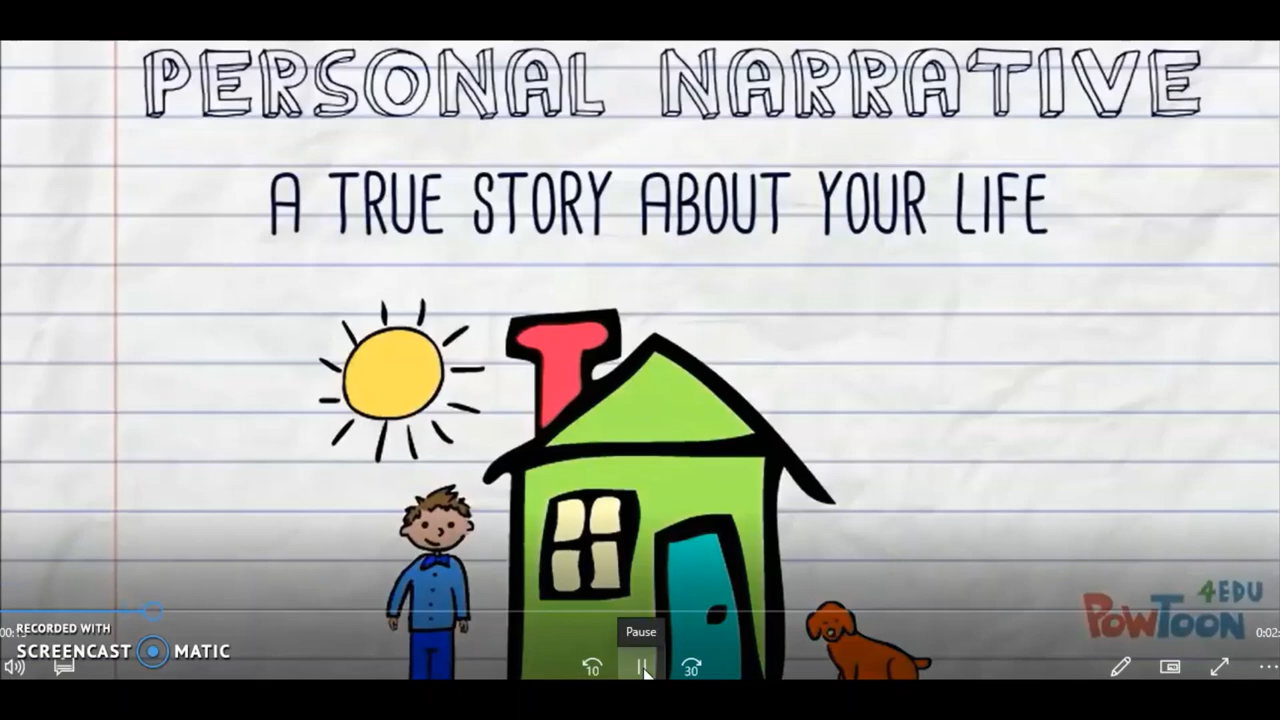 PERSONAL NARRATIVE
A TRUE STORY ABOUT YOUR LIFE
4EDU
POWTOON
RECORDED WITH
SCREENCAST MATIC
Pause
10
30